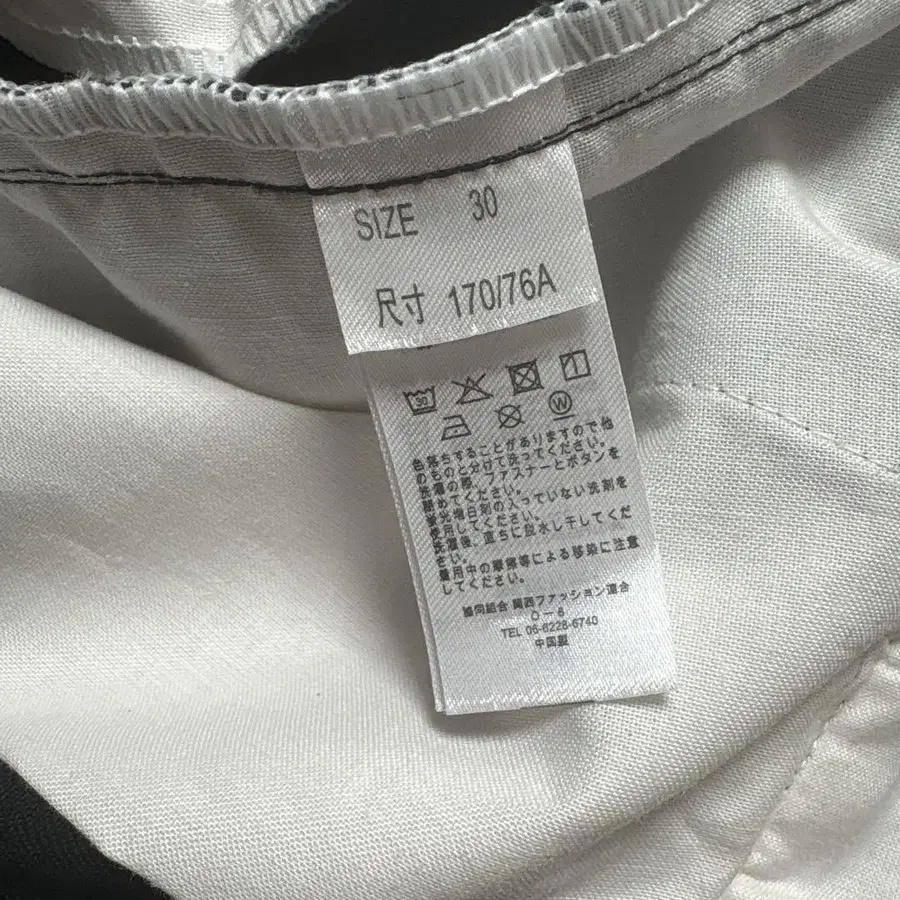 SIZE 30
尺寸 170/76A
30
W
色落ちすることがありますので他
のものと分けて洗ってください。
洗濯の際、ファスナーとボタンを
閉めてください。
蛍光増白剤の入っていない洗剤を
使用してください。
洗濯後、直ちに脱水し干してくだ
さい。
着用中の摩擦等による移染に注意
してください。
協同組合 関西ファッション連合
O-6
TEL 06-6228-6740
中国製